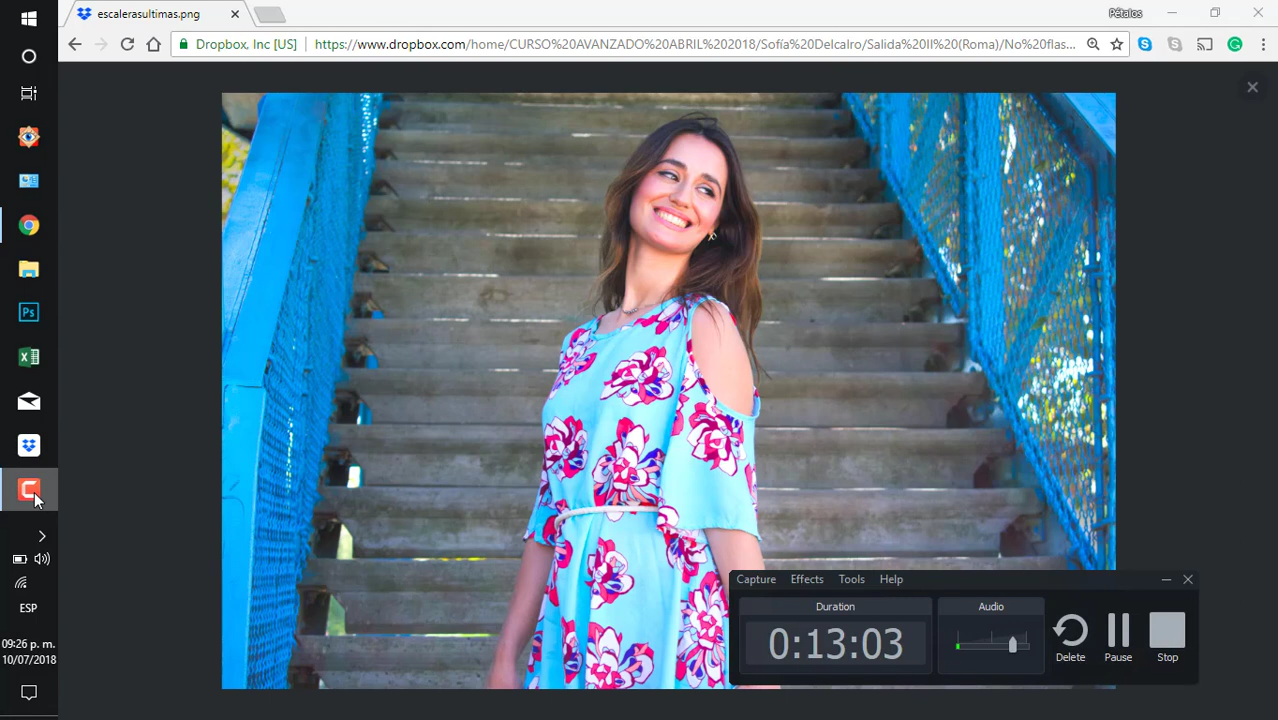 escalerasultimas.png
Pétalos
Dropbox, Inc [US]
https://www.dropbox.com/home/CURSO%20AVANZADO%20ABRIL%202018/Sofía%20Delcalro/Salida%20II%20(Roma)/No%20flas...
Ps
ESP
09:26 p. m.
10/07/2018
Capture Effects Tools Help
Duration
0:13:03
Audio
Delete
Pause
Stop